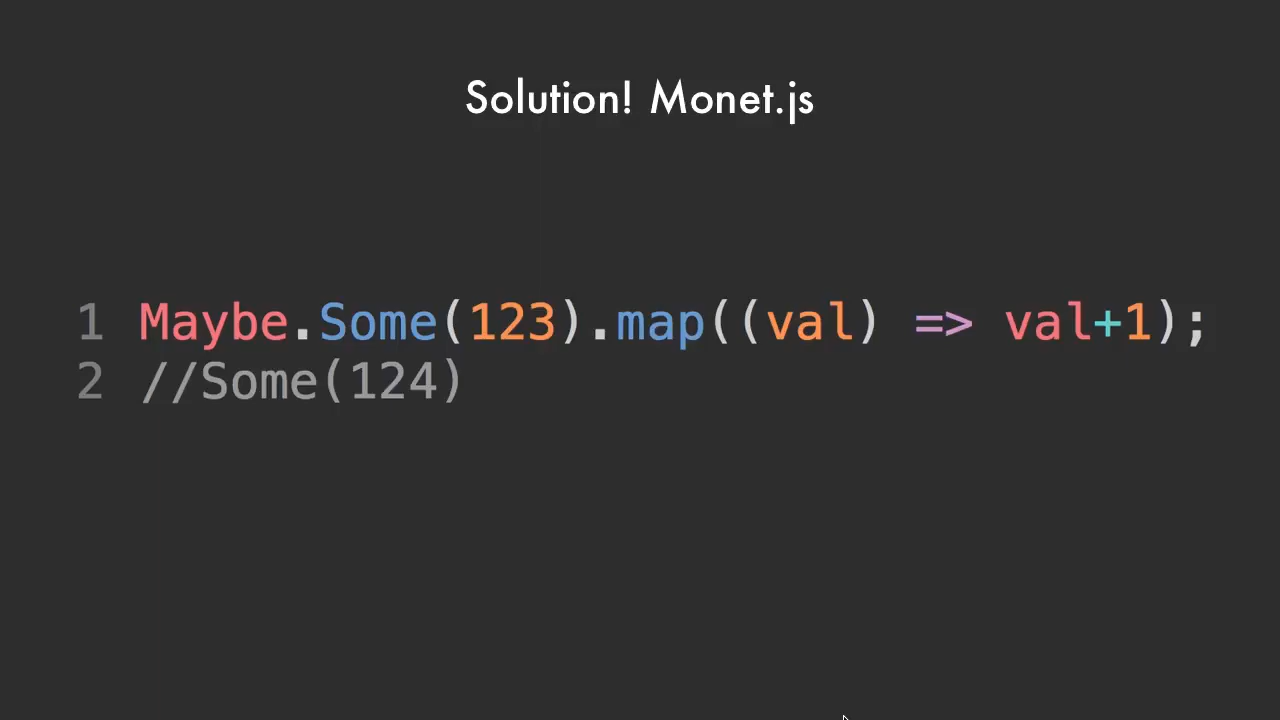 Solution! Monet.js
1 Maybe.Some(123).map((val) => val+1);
2 //Some(124)